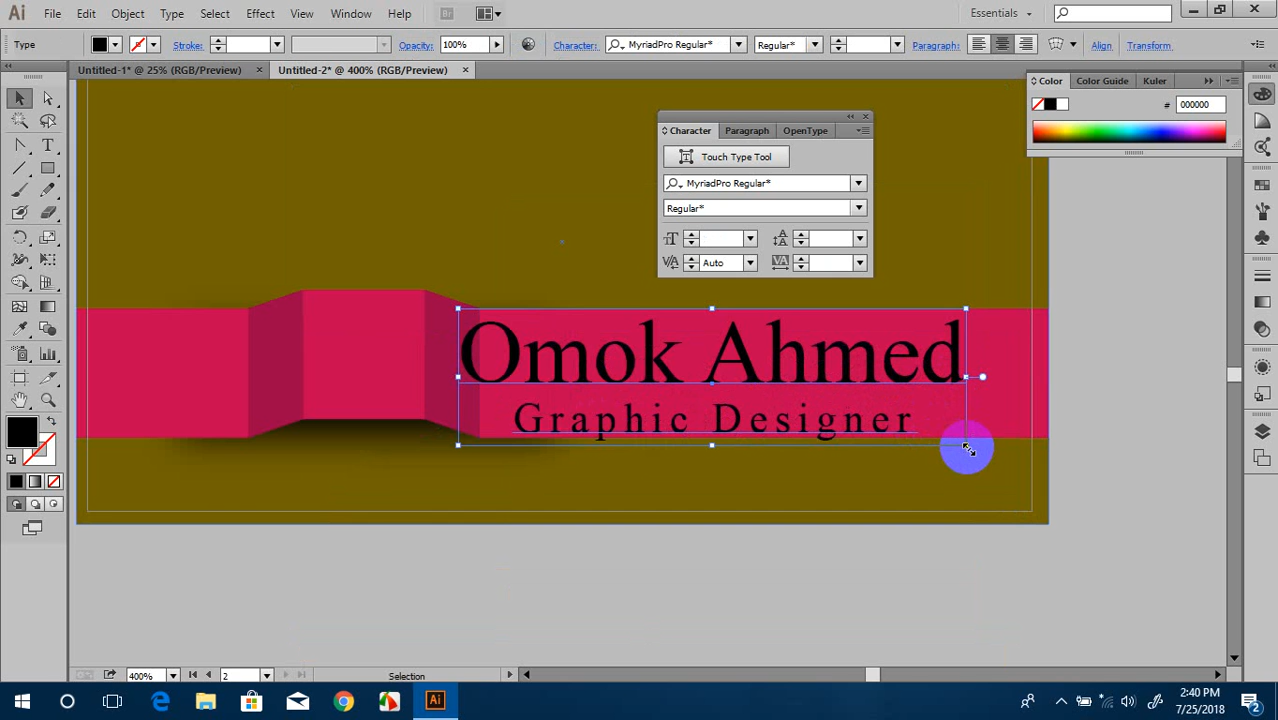 Ai File Edit Object Type Select Effect View Window Help Br Essentials
Type Stroke: Opacity: 100% Character: MyriadPro Regular* Regular* Paragraph: Align Transform
Untitled-1* @ 25% (RGB/Preview) Untitled-2* @ 400% (RGB/Preview)
Color Color Guide Kuler
# 000000
Character Paragraph OpenType
Touch Type Tool
MyriadPro Regular*
Regular*
Auto
Omok Ahmed
Graphic Designer
400% 2 Selection
Ai
2:40 PM
7/25/2018
2